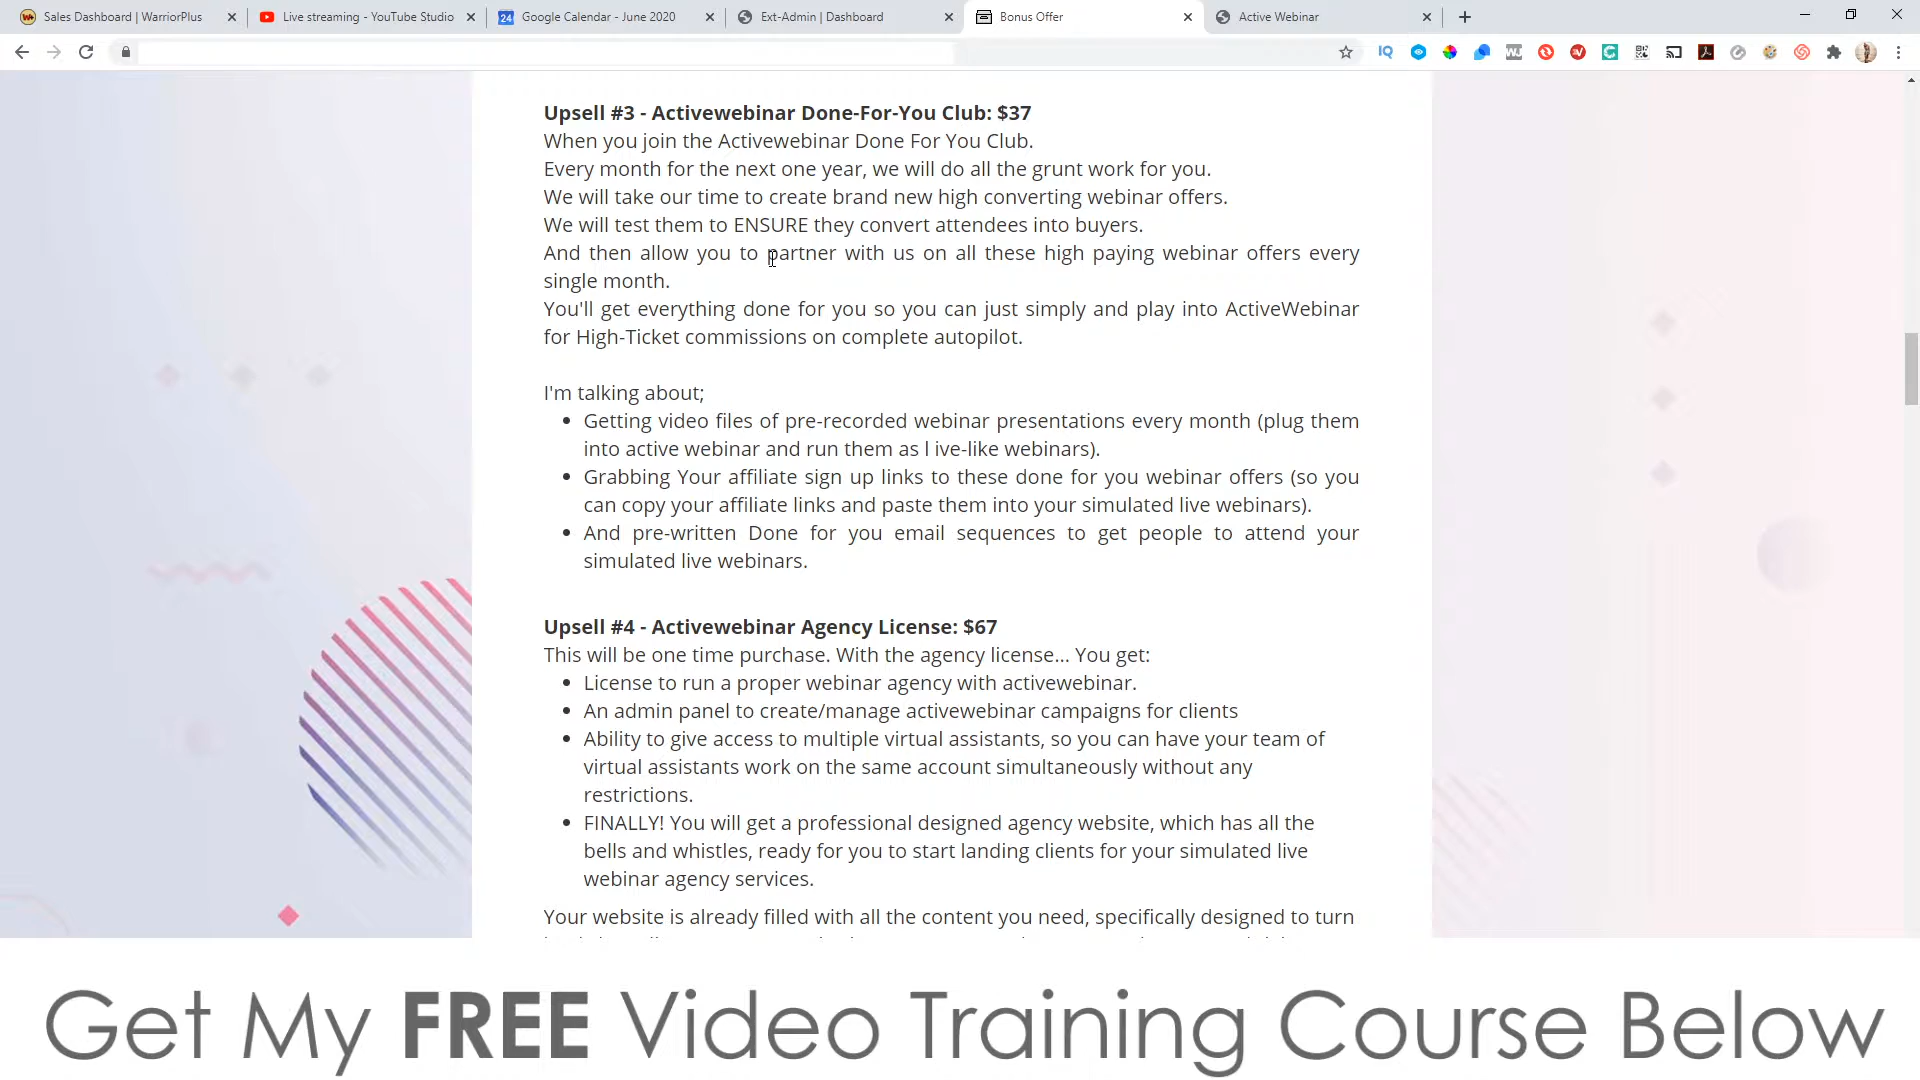 Sales Dashboard | WarriorPlus
Live streaming - YouTube Studio
24
Google Calendar - June 2020
Ext-Admin | Dashboard
Bonus Offer
Active Webinar
Upsell #3 - Activewebinar Done-For-You Club: $37
When you join the Activewebinar Done For You Club.
Every month for the next one year, we will do all the grunt work for you.
We will take our time to create brand new high converting webinar offers.
We will test them to ENSURE they convert attendees into buyers.
And then allow you to partner with us on all these high paying webinar offers every
single month.
You'll get everything done for you so you can just simply and play into ActiveWebinar
for High-Ticket commissions on complete autopilot.
I'm talking about;
• Getting video files of pre-recorded webinar presentations every month (plug them
into active webinar and run them as l ive-like webinars).
• Grabbing Your affiliate sign up links to these done for you webinar offers (so you
can copy your affiliate links and paste them into your simulated live webinars).
• And pre-written Done for you email sequences to get people to attend your
simulated live webinars.
Upsell #4 - Activewebinar Agency License: $67
This will be one time purchase. With the agency license... You get:
• License to run a proper webinar agency with activewebinar.
• An admin panel to create/manage activewebinar campaigns for clients
• Ability to give access to multiple virtual assistants, so you can have your team of
virtual assistants work on the same account simultaneously without any
restrictions.
• FINALLY! You will get a professional designed agency website, which has all the
bells and whistles, ready for you to start landing clients for your simulated live
webinar agency services.
Your website is already filled with all the content you need, specifically designed to turn
Get My FREE Video Training Course Below